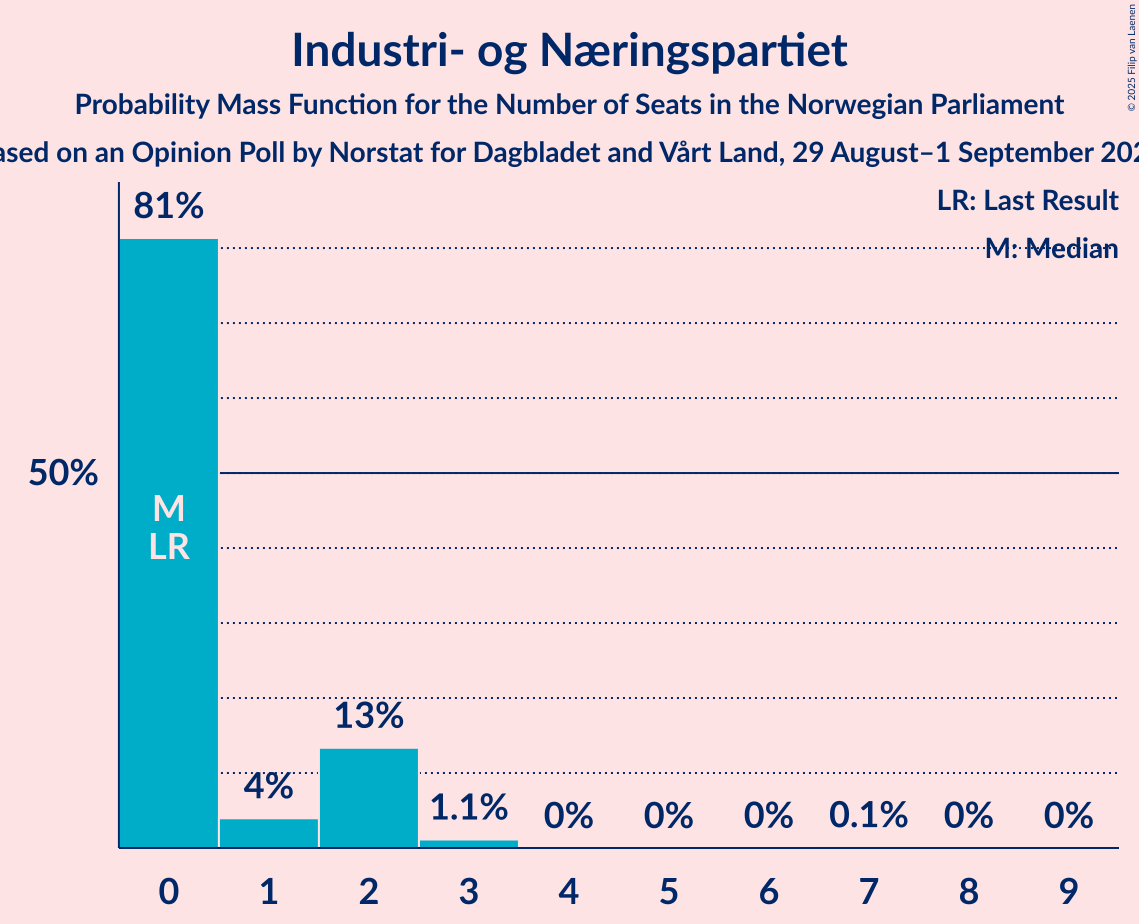 Industri- og Næringspartiet
Probability Mass Function for the Number of Seats in the Norwegian Parliament
on an Opinion Poll by Norstat for Dagbladet and Vårt Land, 29 August–1 September
© 2025 Filip van Laenen
LR: Last Result
M: Median
81%
50%
M
LR
13%
4%
1.1%
0%
0%
0%
0.1%
0%
0%
0
1
2
3
4
5
6
7
8
9